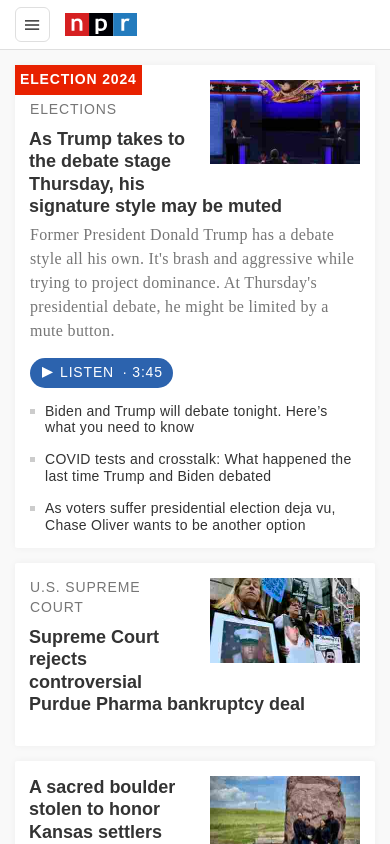 npr
ELECTION 2024
ELECTIONS
As Trump takes to
the debate stage
Thursday, his
signature style may be muted
Former President Donald Trump has a debate
style all his own. It's brash and aggressive while
trying to project dominance. At Thursday's
presidential debate, he might be limited by a
mute button.
LISTEN · 3:45
Biden and Trump will debate tonight. Here’s
what you need to know
COVID tests and crosstalk: What happened the
last time Trump and Biden debated
As voters suffer presidential election deja vu,
Chase Oliver wants to be another option
U.S. SUPREME
COURT
Supreme Court
rejects
controversial
Purdue Pharma bankruptcy deal
A sacred boulder
stolen to honor
Kansas settlers